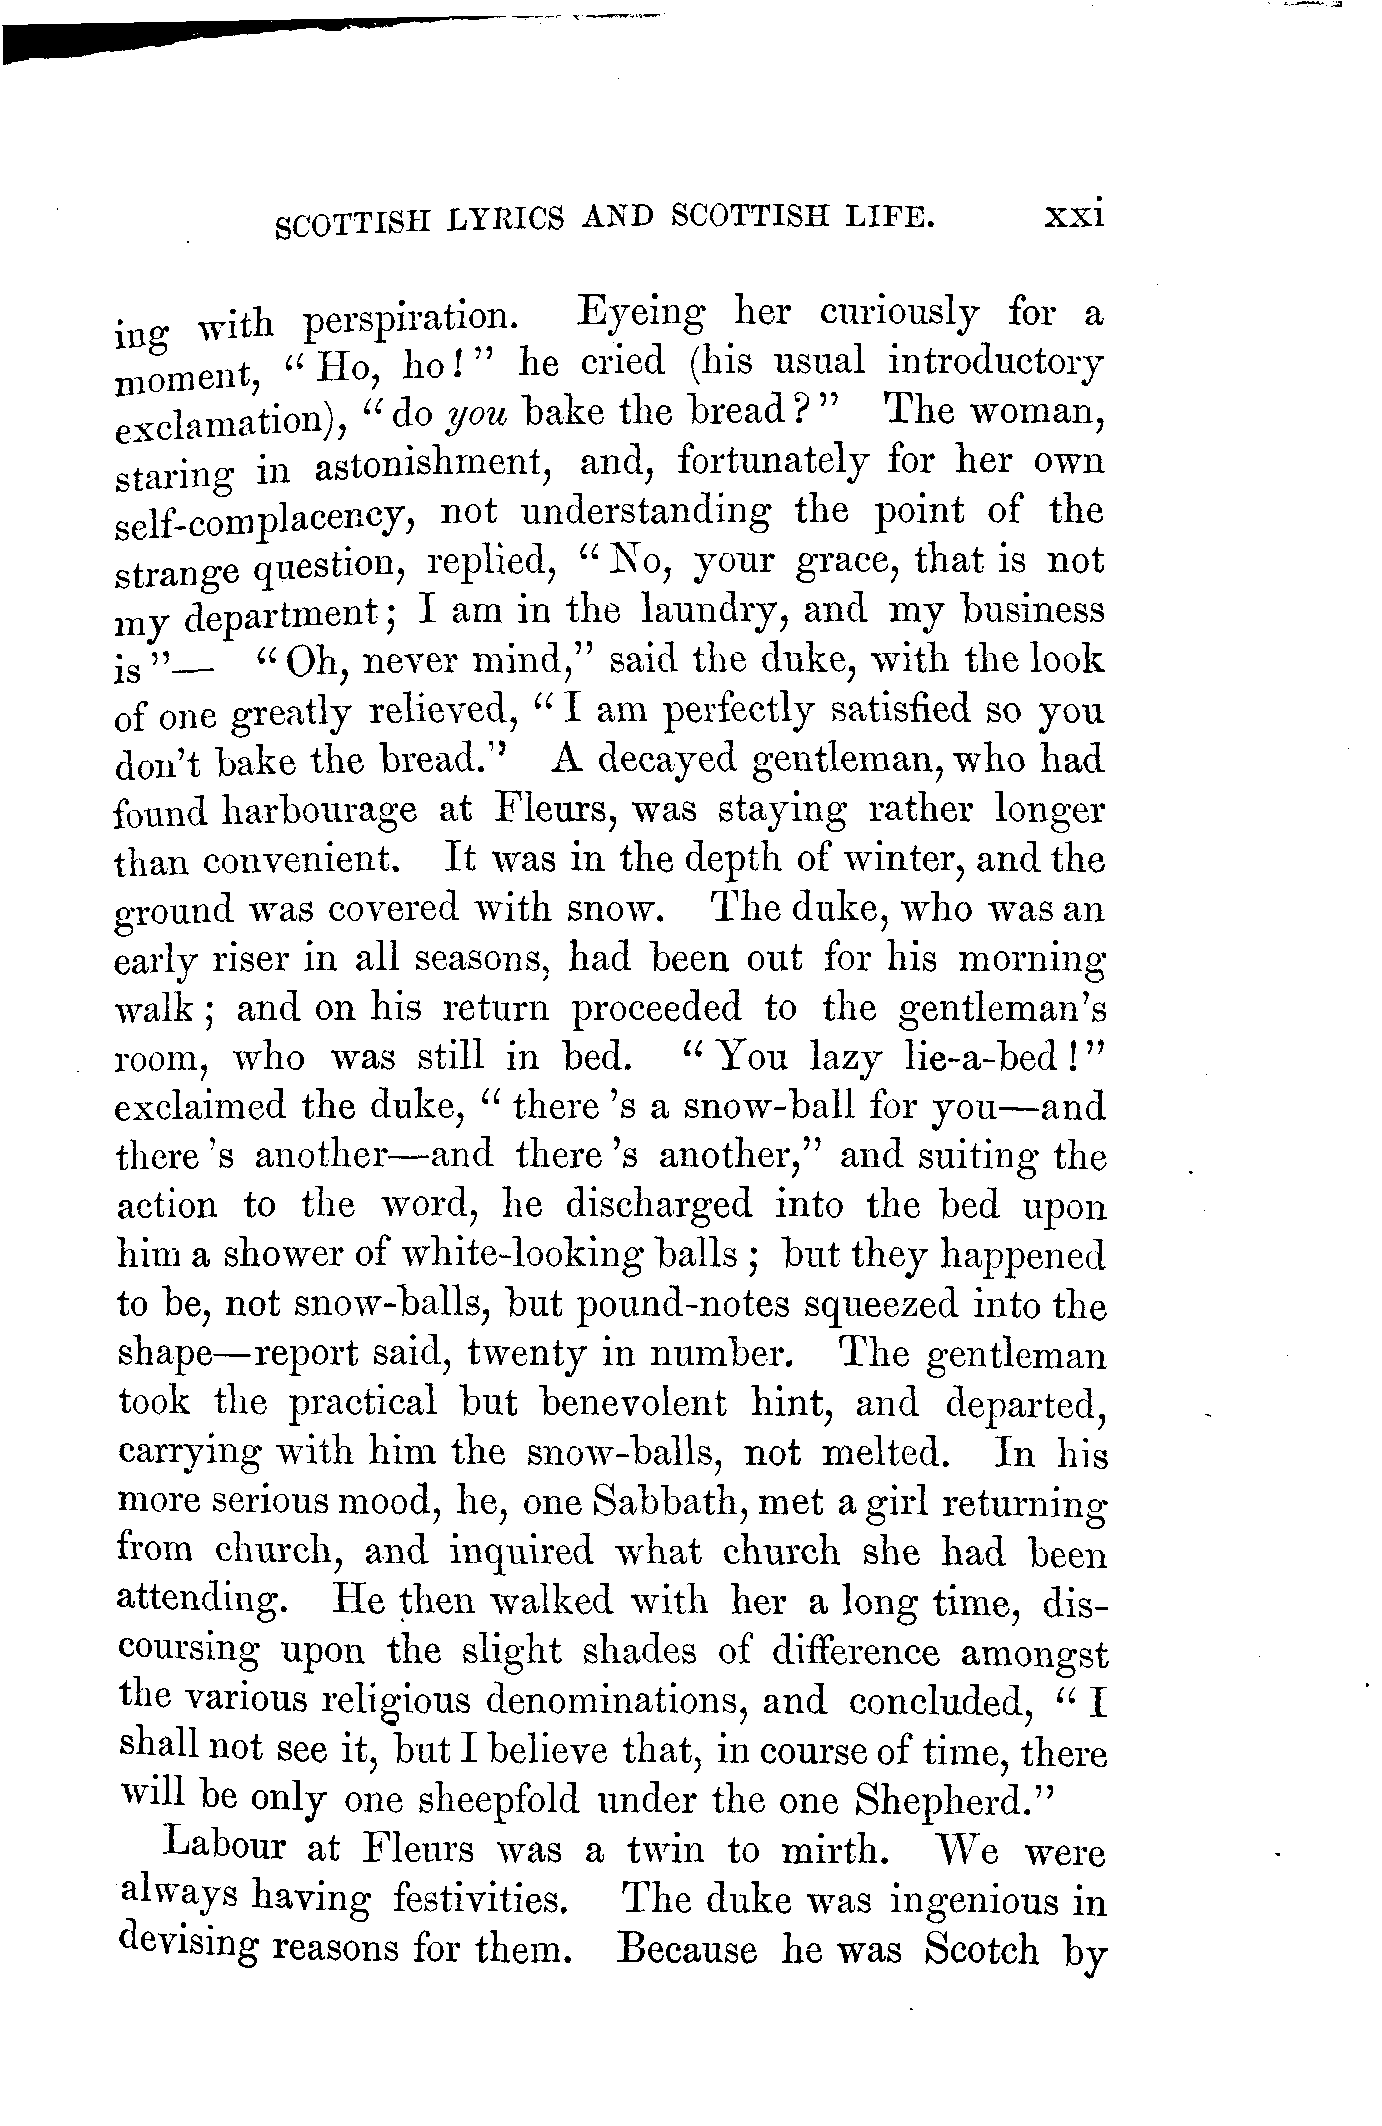 SCOTTISH LYRICS AND SCOTTISH LIFE. xxi
ing with perspiration. Eyeing her curiously for a
moment, “Ho, ho!” he cried (his usual introductory
exclamation), “do you bake the bread?” The woman,
staring in astonishment, and, fortunately for her own
self-complacency, not understanding the point of the
strange question, replied, “No, your grace, that is not
my department; I am in the laundry, and my business
is”— “Oh, never mind,” said the duke, with the look
of one greatly relieved, “I am perfectly satisfied so you
don't bake the bread.” A decayed gentleman, who had
found harbourage at Fleurs, was staying rather longer
than convenient. It was in the depth of winter, and the
ground was covered with snow. The duke, who was an
early riser in all seasons, had been out for his morning
walk; and on his return proceeded to the gentleman's
room, who was still in bed. “You lazy lie-a-bed!”
exclaimed the duke, “there 's a snow-ball for you—and
there 's another—and there 's another,” and suiting the
action to the word, he discharged into the bed upon
him a shower of white-looking balls; but they happened
to be, not snow-balls, but pound-notes squeezed into the
shape—report said, twenty in number. The gentleman
took the practical but benevolent hint, and departed,
carrying with him the snow-balls, not melted. In his
more serious mood, he, one Sabbath, met a girl returning
from church, and inquired what church she had been
attending. He then walked with her a long time, dis-
coursing upon the slight shades of difference amongst
the various religious denominations, and concluded, “I
shall not see it, but I believe that, in course of time, there
will be only one sheepfold under the one Shepherd.”
Labour at Fleurs was a twin to mirth. We were
always having festivities. The duke was ingenious in
devising reasons for them. Because he was Scotch by